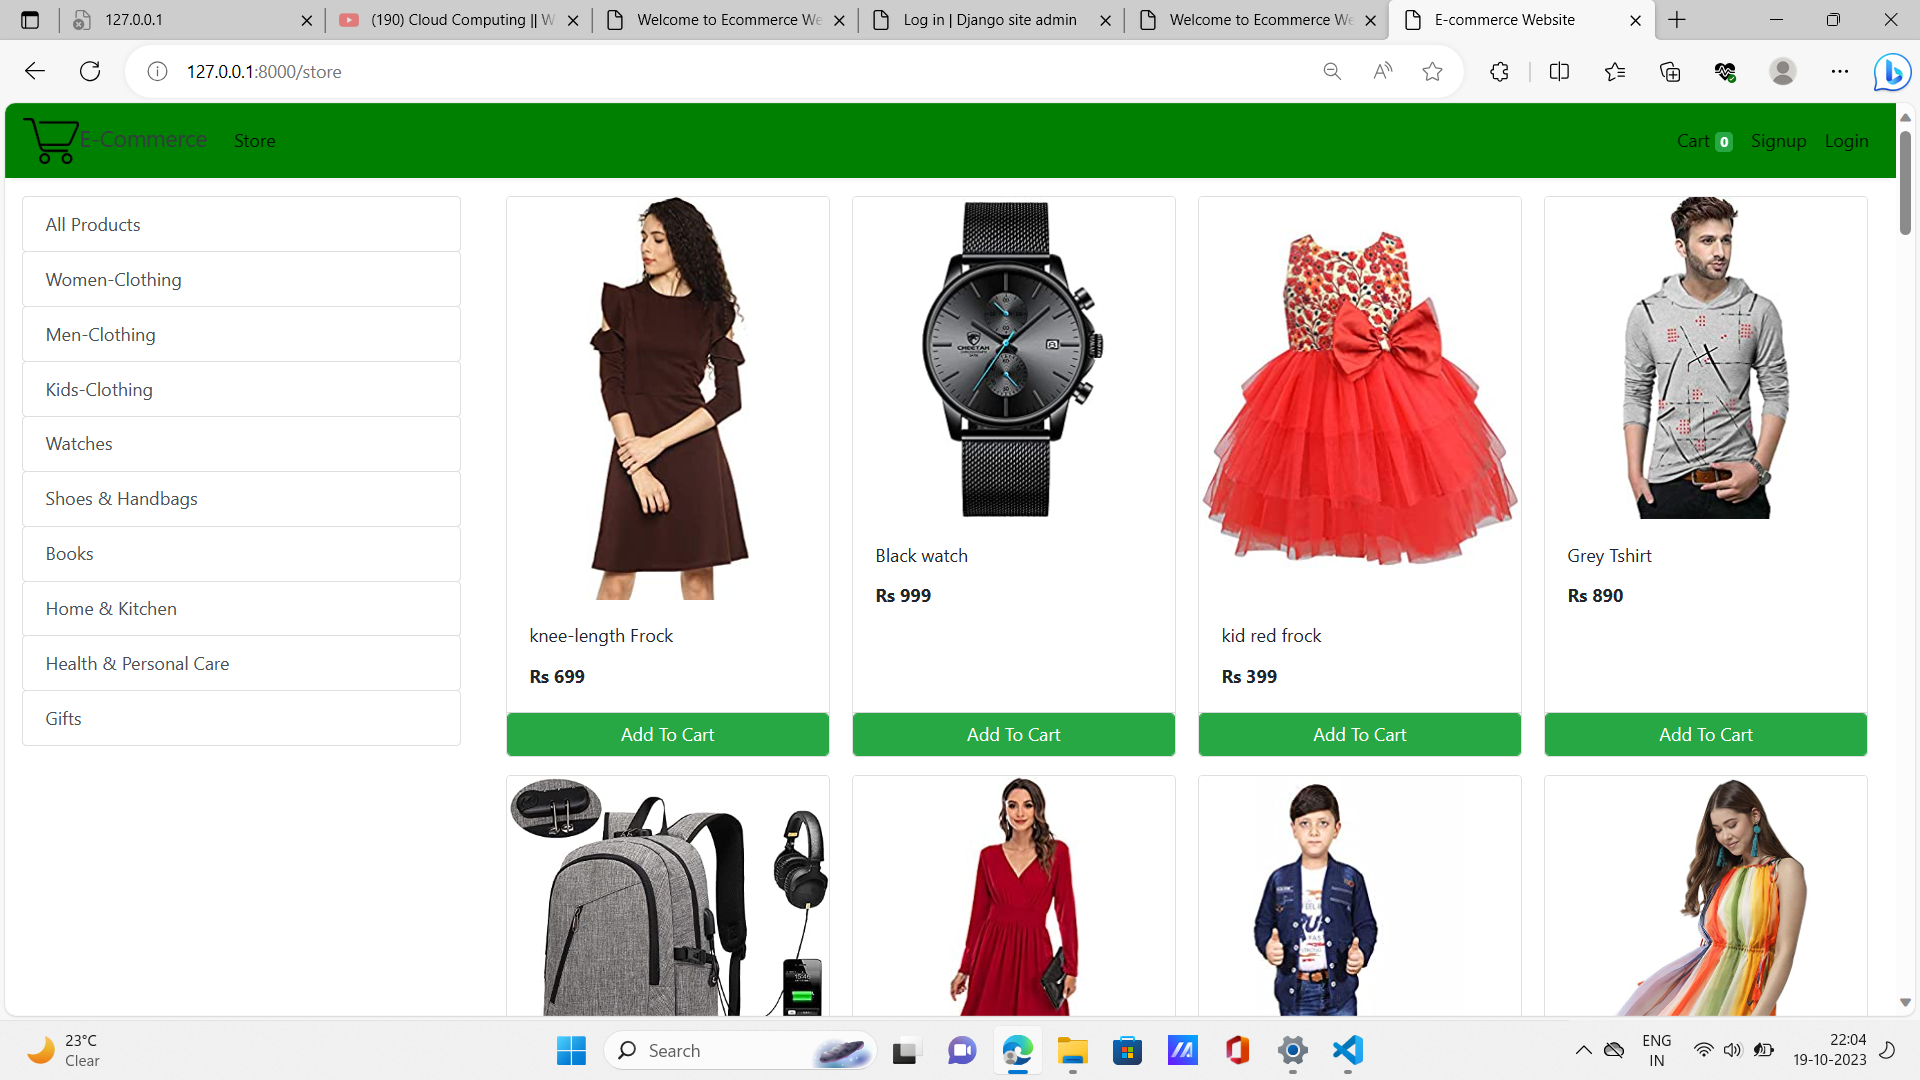 127.0.0.1
(190) Cloud Computing || W
Welcome to Ecommerce We
Log in | Django site admin
Welcome to Ecommerce We
E-commerce Website
127.0.0.1:8000/store
E-Commerce
Store
Cart 0
Signup
Login
All Products
Women-Clothing
Men-Clothing
Kids-Clothing
Watches
Shoes & Handbags
Books
Home & Kitchen
Health & Personal Care
Gifts
CHEETAH
knee-length Frock
Rs 699
Add To Cart
Black watch
Rs 999
Add To Cart
kid red frock
Rs 399
Add To Cart
Grey Tshirt
Rs 890
Add To Cart
23°C
Clear
Search
ENG
IN
22:04
19-10-2023